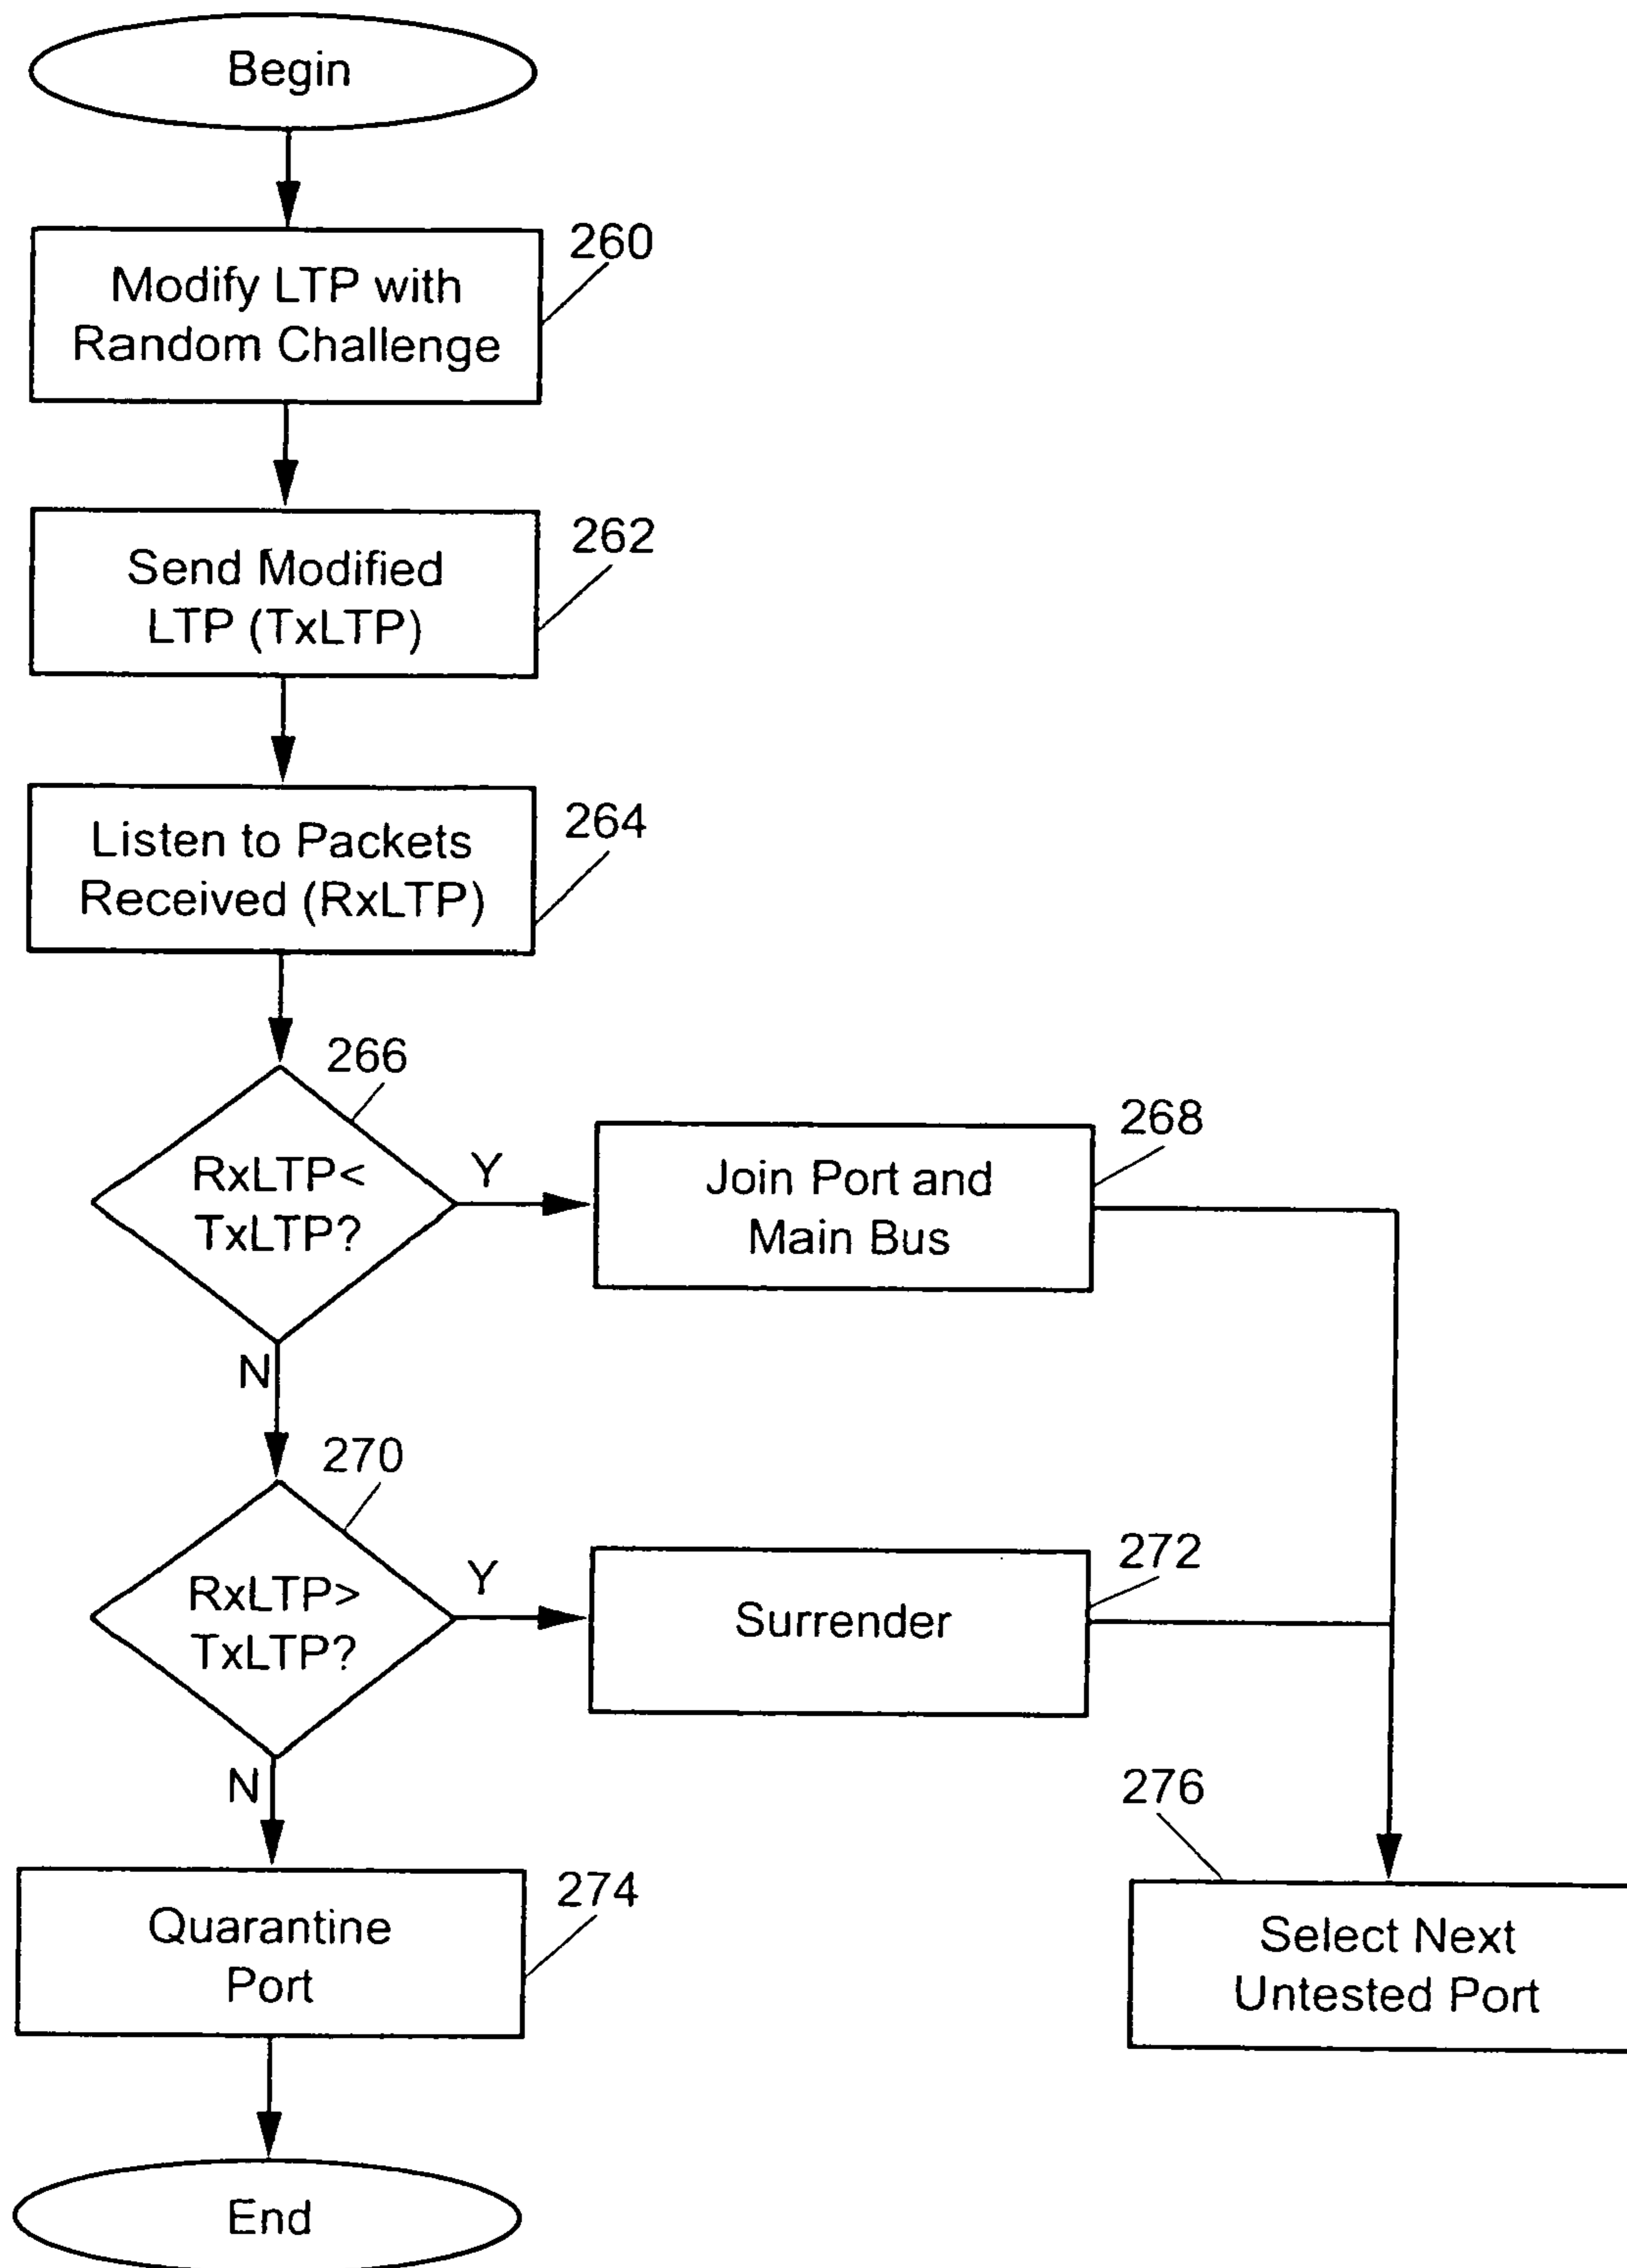 Begin
260
Modify LTP with
Random Challenge
262
Send Modified
LTP (TxLTP)
264
Listen to Packets
Received (RxLTP)
266
RxLTP<
TxLTP?
Y
268
Join Port and
Main Bus
N
270
RxLTP>
TxLTP?
Y
272
Surrender
N
274
Quarantine
Port
276
Select Next
Untested Port
End